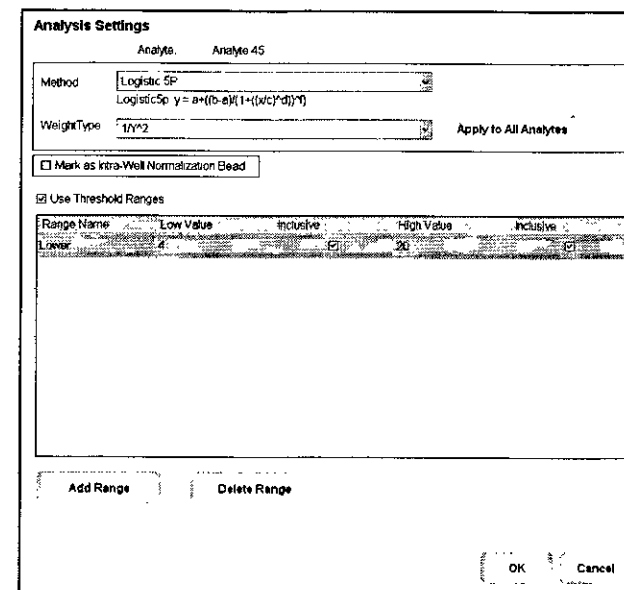 Analysis Settings
Analyte. Analyte 45
Method Logistic 5P
Logistic5p y = a+((b-a)/(1+((x/c)^d))^f)
WeightType 1/Y^2 Apply to All Analytes
Mark as Intra-Well Normalization Bead
Use Threshold Ranges
Range Name Low Value Inclusive High Value Inclusive
Lower 4 20
Add Range Delete Range
OK Cancel